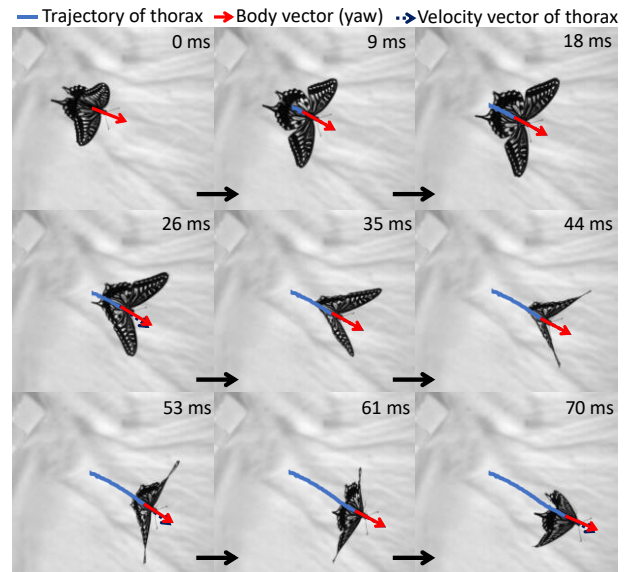 Trajectory of thorax Body vector (yaw) Velocity vector of thorax
0 ms 9 ms 18 ms
26 ms 35 ms 44 ms
53 ms 61 ms 70 ms